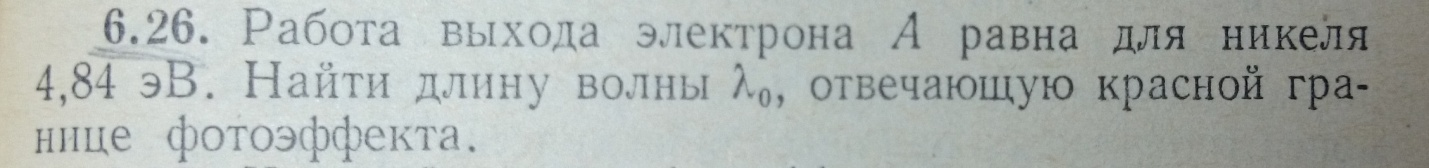 6.26. Работа выхода электрона A равна для никеля
4,84 эВ. Найти длину волны λ₀, отвечающую красной гра-
нице фотоэффекта.